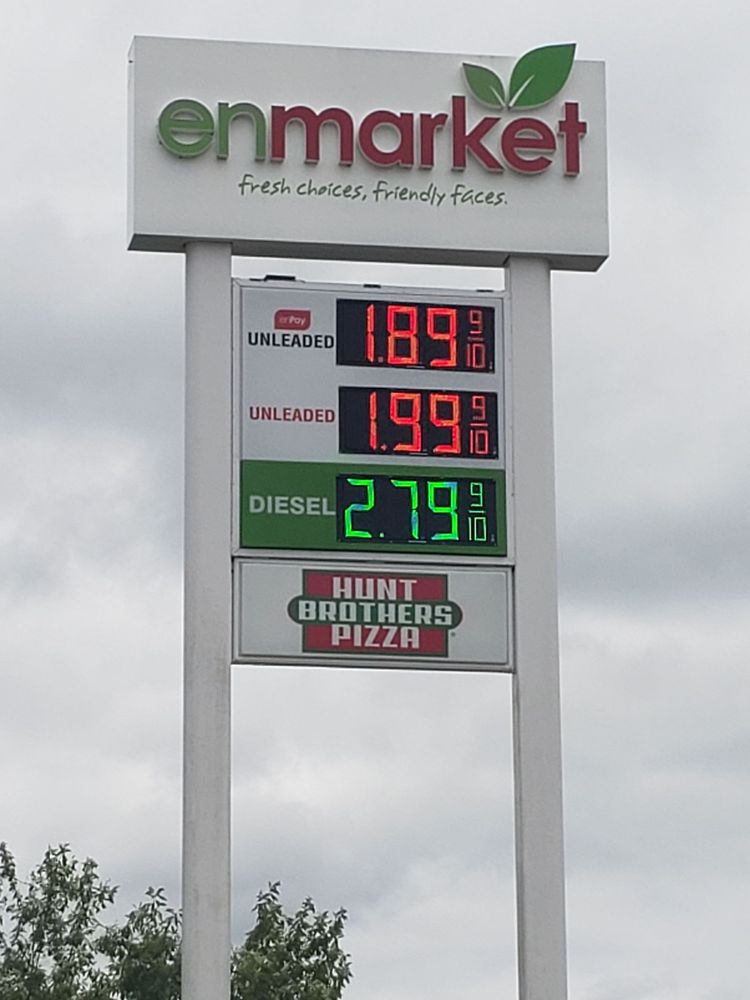 enmarket
fresh choices, friendly faces.
enPay
UNLEADED 1.89 9/10
UNLEADED 1.99 9/10
DIESEL 2.79 9/10
HUNT
BROTHERS
PIZZA